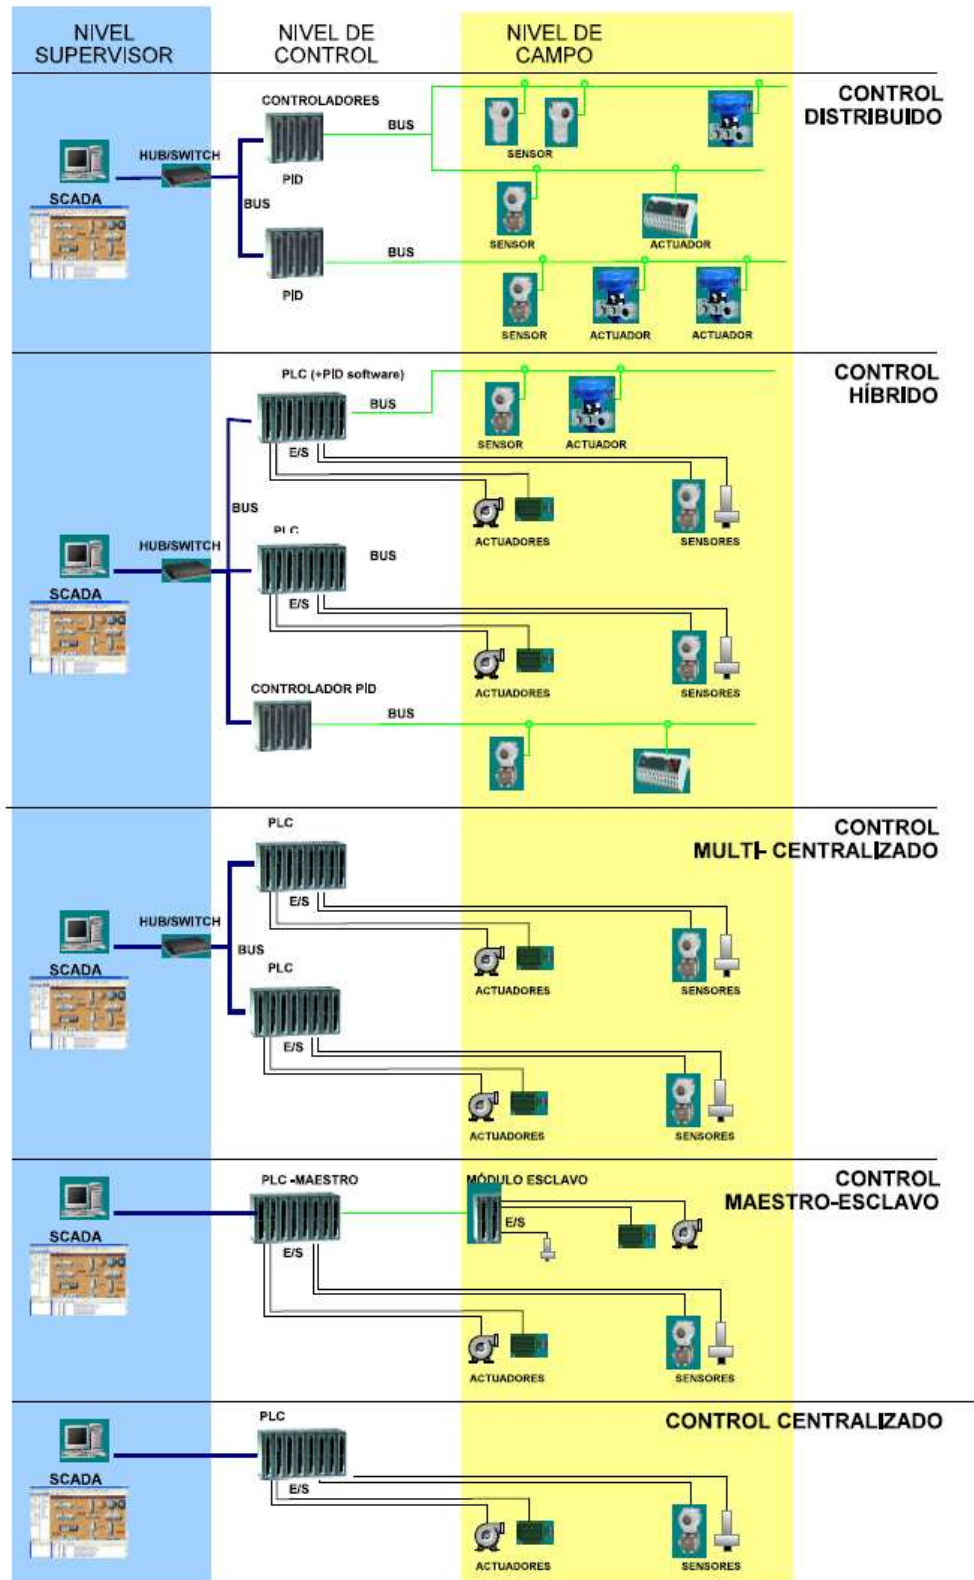 NIVEL
SUPERVISOR
NIVEL DE
CONTROL
NIVEL DE
CAMPO
CONTROL
DISTRIBUIDO
CONTROLADORES
BUS
HUB/SWITCH
SENSOR
PID
SCADA
BUS
SENSOR
ACTUADOR
BUS
PID
SENSOR
ACTUADOR
ACTUADOR
CONTROL
HÍBRIDO
PLC (+PID software)
BUS
SENSOR
ACTUADOR
E/S
BUS
ACTUADORES
SENSORES
PLC
HUB/SWITCH
BUS
SCADA
E/S
ACTUADORES
SENSORES
CONTROLADOR PID
BUS
CONTROL
MULTI- CENTRALIZADO
PLC
E/S
HUB/SWITCH
BUS
SCADA
PLC
ACTUADORES
SENSORES
E/S
ACTUADORES
SENSORES
CONTROL
MAESTRO-ESCLAVO
PLC -MAESTRO
MÓDULO ESCLAVO
E/S
SCADA
E/S
ACTUADORES
SENSORES
CONTROL CENTRALIZADO
PLC
SCADA
E/S
ACTUADORES
SENSORES